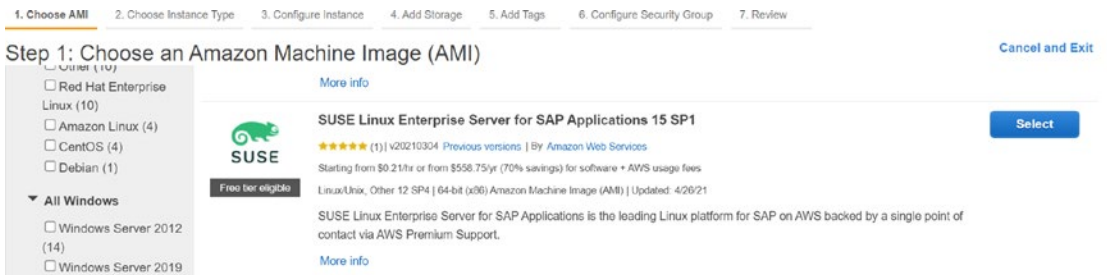 1. Choose AMI 2. Choose Instance Type 3. Configure Instance 4. Add Storage 5. Add Tags 6. Configure Security Group 7. Review
Step 1: Choose an Amazon Machine Image (AMI)
Cancel and Exit
Other (10)
Red Hat Enterprise
Linux (10)
Amazon Linux (4)
CentOS (4)
Debian (1)
All Windows
Windows Server 2012
(14)
Windows Server 2019
More info
SUSE
Free tier eligible
SUSE Linux Enterprise Server for SAP Applications 15 SP1
(1) | v20210304 Previous versions | By Amazon Web Services
Starting from $0.21/hr or from $558.75/yr (70% savings) for software + AWS usage fees
Linux/Unix, Other 12 SP4 | 64-bit (x86) Amazon Machine Image (AMI) | Updated: 4/26/21
SUSE Linux Enterprise Server for SAP Applications is the leading Linux platform for SAP on AWS backed by a single point of
contact via AWS Premium Support.
More info
Select